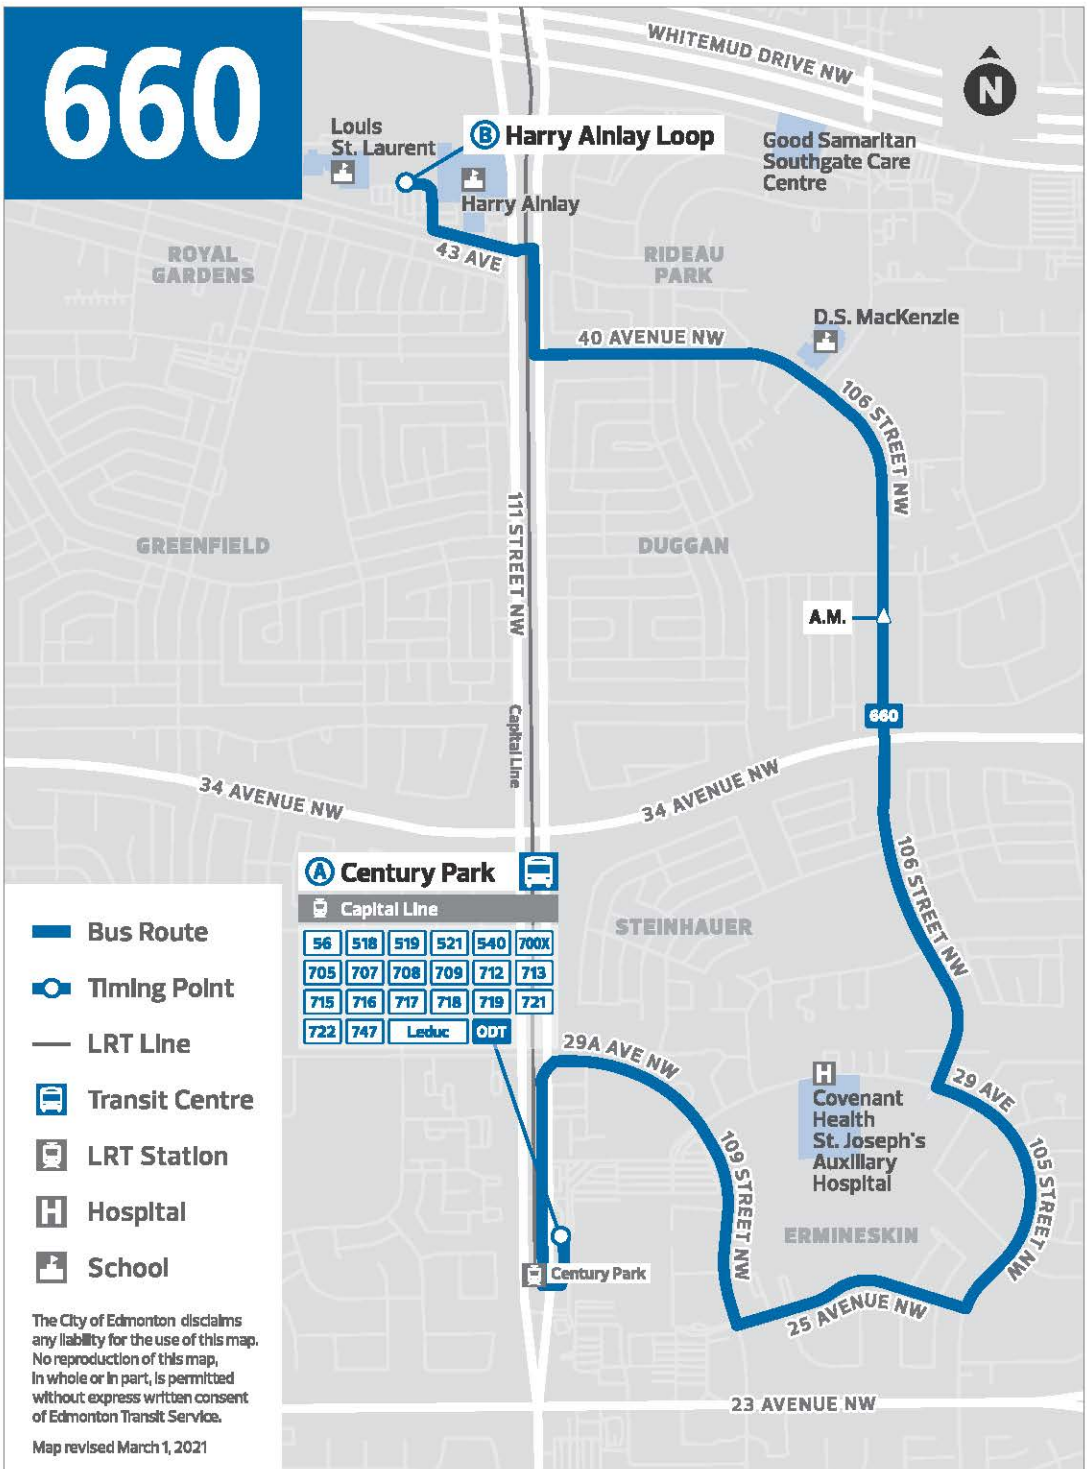 660
WHITEMUD DRIVE NW
N
Louis
St. Laurent
B Harry Ainlay Loop
Harry Ainlay
Good Samaritan
Southgate Care
Centre
ROYAL
GARDENS
43 AVE
RIDEAU
PARK
D.S. MacKenzie
40 AVENUE NW
106 STREET NW
111 STREET NW
GREENFIELD
DUGGAN
A.M.
660
Capital Line
34 AVENUE NW
34 AVENUE NW
106 STREET NW
A Century Park
Capital Line
56 518 519 521 540 700X
705 707 708 709 712 713
715 716 717 718 719 721
722 747 Leduc ODT
STEINHAUER
29A AVE NW
109 STREET NW
H
Covenant
Health
St. Joseph's
Auxiliary
Hospital
29 AVE
105 STREET NW
ERMINESKIN
Century Park
25 AVENUE NW
23 AVENUE NW
Bus Route
Timing Point
LRT Line
Transit Centre
LRT Station
H Hospital
School
The City of Edmonton disclaims
any liability for the use of this map.
No reproduction of this map,
in whole or in part, is permitted
without express written consent
of Edmonton Transit Service.
Map revised March 1, 2021